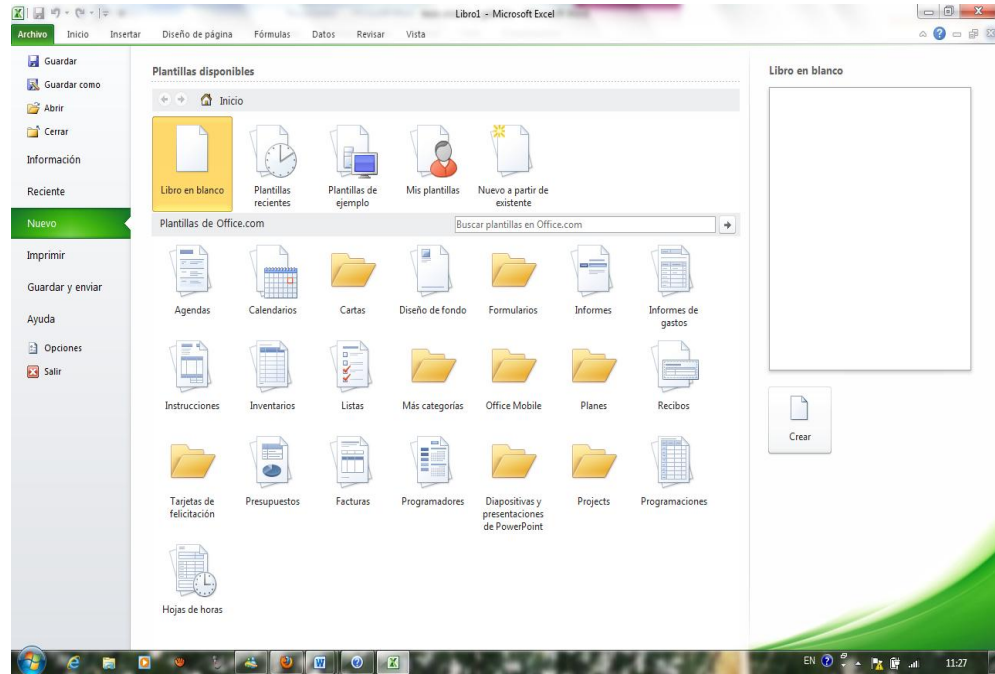 Libro1 - Microsoft Excel
Archivo Inicio Insertar Diseño de página Fórmulas Datos Revisar Vista
Guardar
Guardar como
Abrir
Cerrar
Información
Reciente
Nuevo
Imprimir
Guardar y enviar
Ayuda
Opciones
Salir
Plantillas disponibles
Inicio
Libro en blanco
Plantillas
recientes
Plantillas de
ejemplo
Mis plantillas
Nuevo a partir de
existente
Plantillas de Office.com
Buscar plantillas en Office.com
Agendas
Calendarios
Cartas
Diseño de fondo
Formularios
Informes
Informes de
gastos
Instrucciones
Inventarios
Listas
Más categorías
Office Mobile
Planes
Recibos
Tarjetas de
felicitación
Presupuestos
Facturas
Programadores
Diapositivas y
presentaciones
de PowerPoint
Projects
Programaciones
Hojas de horas
Libro en blanco
Crear
EN
11:27